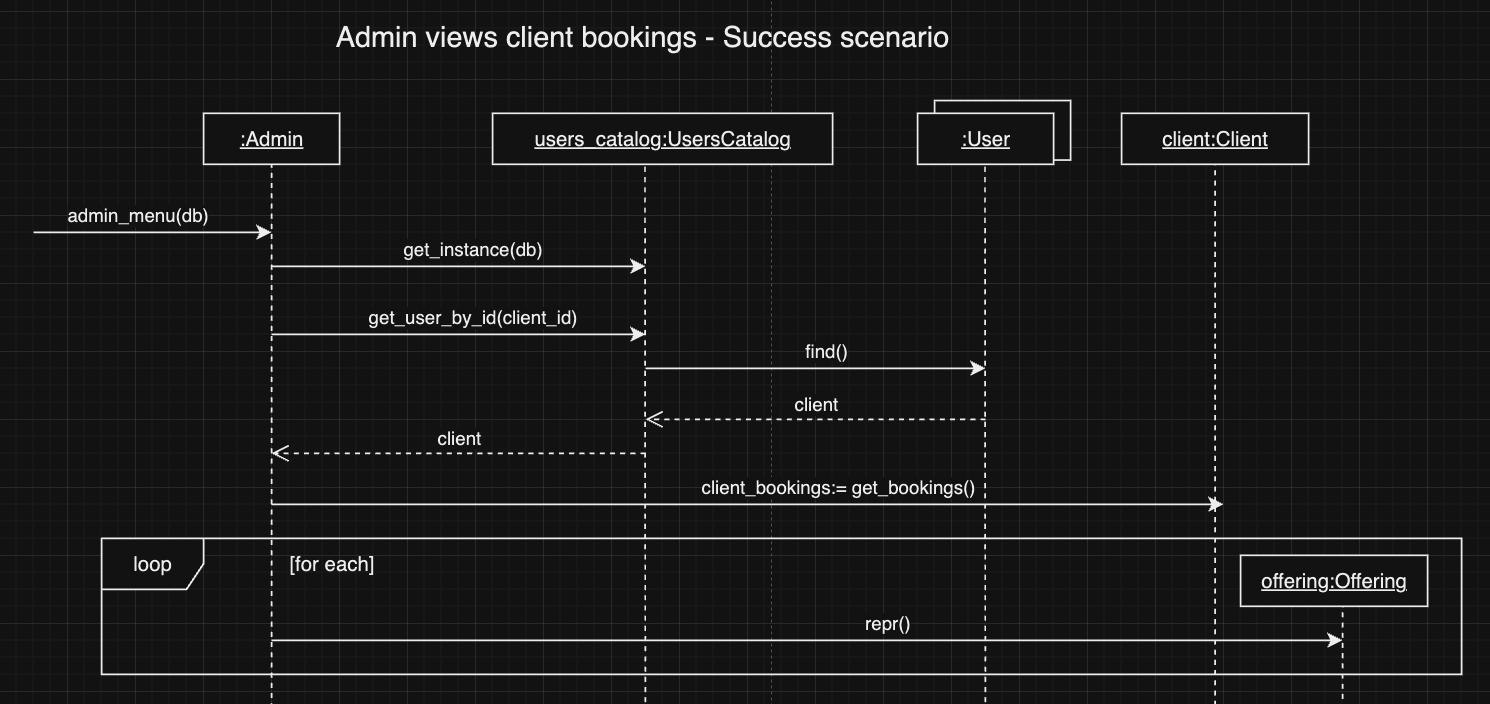 Admin views client bookings - Success scenario
:Admin
users_catalog:UsersCatalog
:User
client:Client
admin_menu(db)
get_instance(db)
get_user_by_id(client_id)
find()
client
client
client_bookings:= get_bookings()
loop
[for each]
offering:Offering
repr()